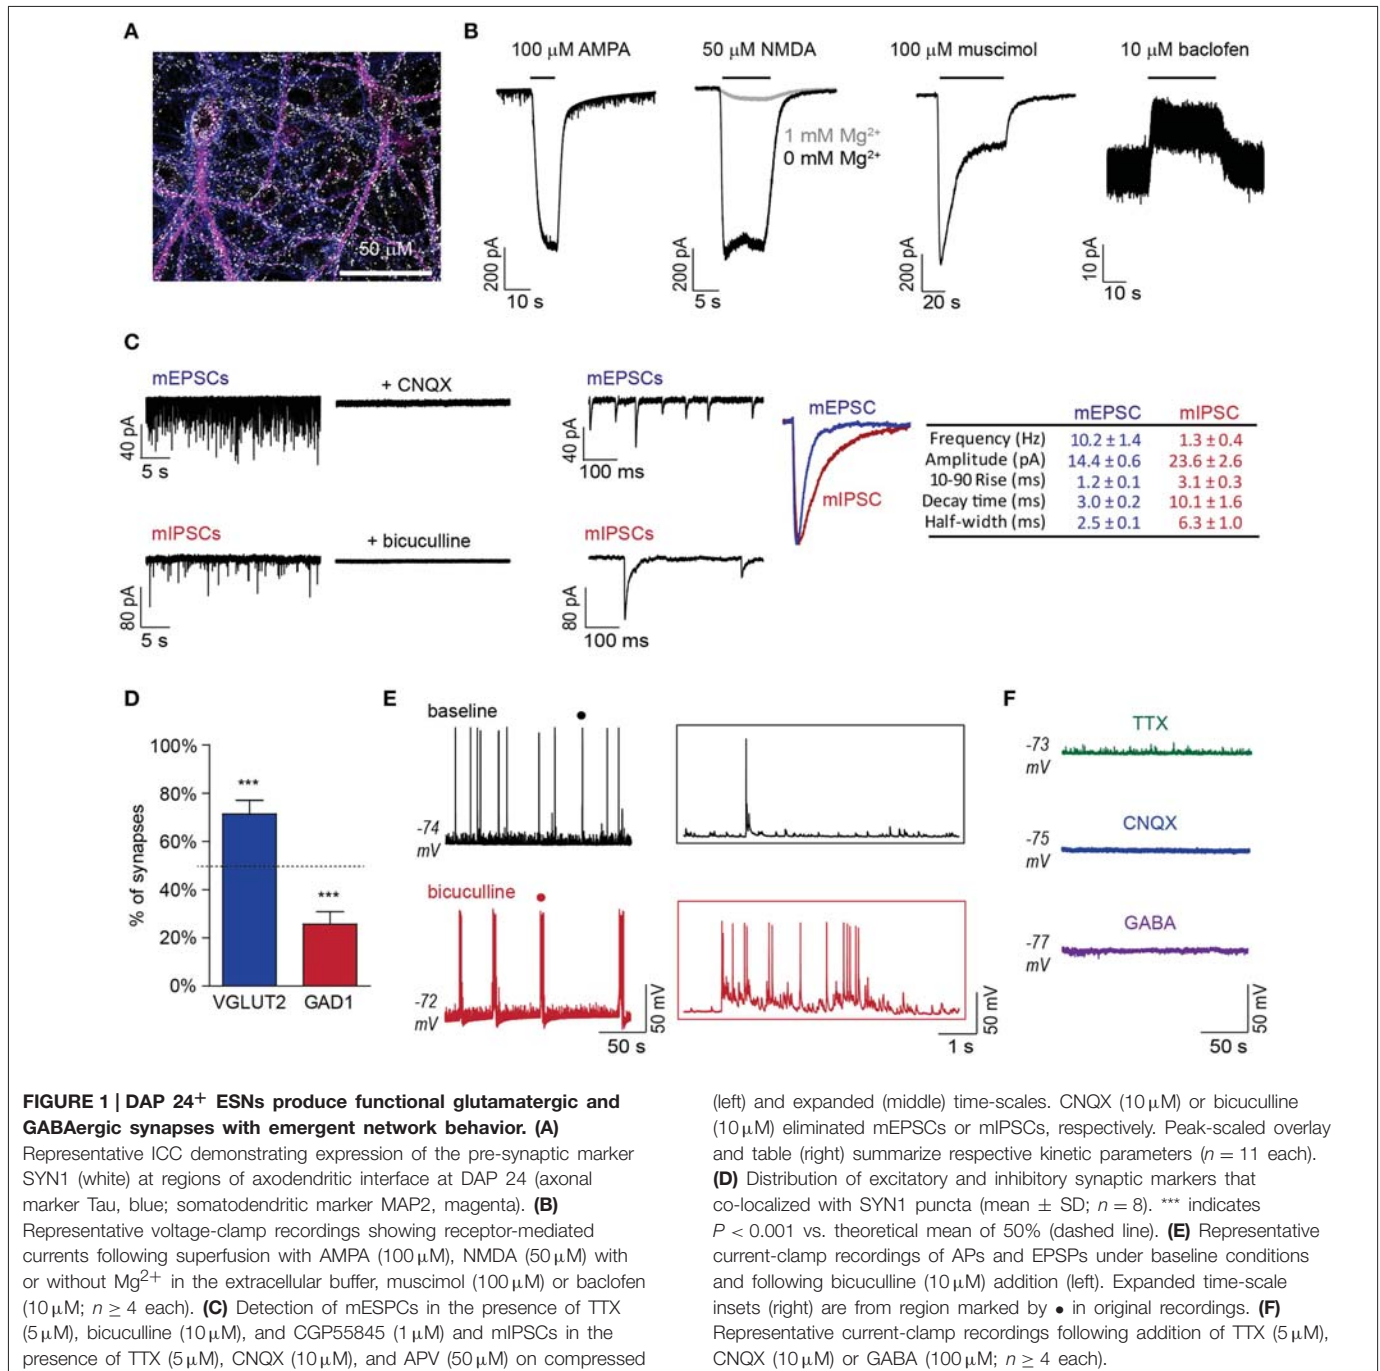 A
50 µM
B
100 µM AMPA
50 µM NMDA
100 µM muscimol
10 µM baclofen
1 mM Mg2+
0 mM Mg2+
200 pA
10 s
200 pA
5 s
200 pA
20 s
10 pA
10 s
C
mEPSCs
+ CNQX
40 pA
5 s
mEPSCs
40 pA
100 ms
mIPSCs
+ bicuculline
80 pA
5 s
mIPSCs
80 pA
100 ms
mEPSC
mIPSC
mEPSC mIPSC
Frequency (Hz) 10.2 ± 1.4 1.3 ± 0.4
Amplitude (pA) 14.4 ± 0.6 23.6 ± 2.6
10-90 Rise (ms) 1.2 ± 0.1 3.1 ± 0.3
Decay time (ms) 3.0 ± 0.2 10.1 ± 1.6
Half-width (ms) 2.5 ± 0.1 6.3 ± 1.0
D
% of synapses
100%
80%
60%
40%
20%
0%
***
***
VGLUT2 GAD1
E
baseline
-74
mV
bicuculline
-72
mV
50 mV
50 s
50 mV
1 s
F
TTX
-73
mV
CNQX
-75
mV
GABA
-77
mV
50 mV
50 s
FIGURE 1 | DAP 24+ ESNs produce functional glutamatergic and
GABAergic synapses with emergent network behavior. (A)
Representative ICC demonstrating expression of the pre-synaptic marker
SYN1 (white) at regions of axodendritic interface at DAP 24 (axonal
marker Tau, blue; somatodendritic marker MAP2, magenta). (B)
Representative voltage-clamp recordings showing receptor-mediated
currents following superfusion with AMPA (100 µM), NMDA (50 µM) with
or without Mg2+ in the extracellular buffer, muscimol (100 µM) or baclofen
(10 µM; n ≥ 4 each). (C) Detection of mESPCs in the presence of TTX
(5 µM), bicuculline (10 µM), and CGP55845 (1 µM) and mIPSCs in the
presence of TTX (5 µM), CNQX (10 µM), and APV (50 µM) on compressed
(left) and expanded (middle) time-scales. CNQX (10 µM) or bicuculline
(10 µM) eliminated mEPSCs or mIPSCs, respectively. Peak-scaled overlay
and table (right) summarize respective kinetic parameters (n = 11 each).
(D) Distribution of excitatory and inhibitory synaptic markers that
co-localized with SYN1 puncta (mean ± SD; n = 8). *** indicates
P < 0.001 vs. theoretical mean of 50% (dashed line). (E) Representative
current-clamp recordings of APs and EPSPs under baseline conditions
and following bicuculline (10 µM) addition (left). Expanded time-scale
insets (right) are from region marked by • in original recordings. (F)
Representative current-clamp recordings following addition of TTX (5 µM),
CNQX (10 µM) or GABA (100 µM; n ≥ 4 each).